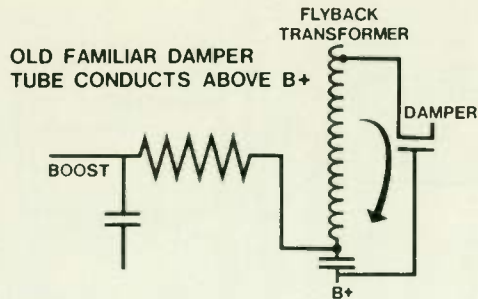 FLYBACK
TRANSFORMER
OLD FAMILIAR DAMPER
TUBE CONDUCTS ABOVE B+
DAMPER
BOOST
B+